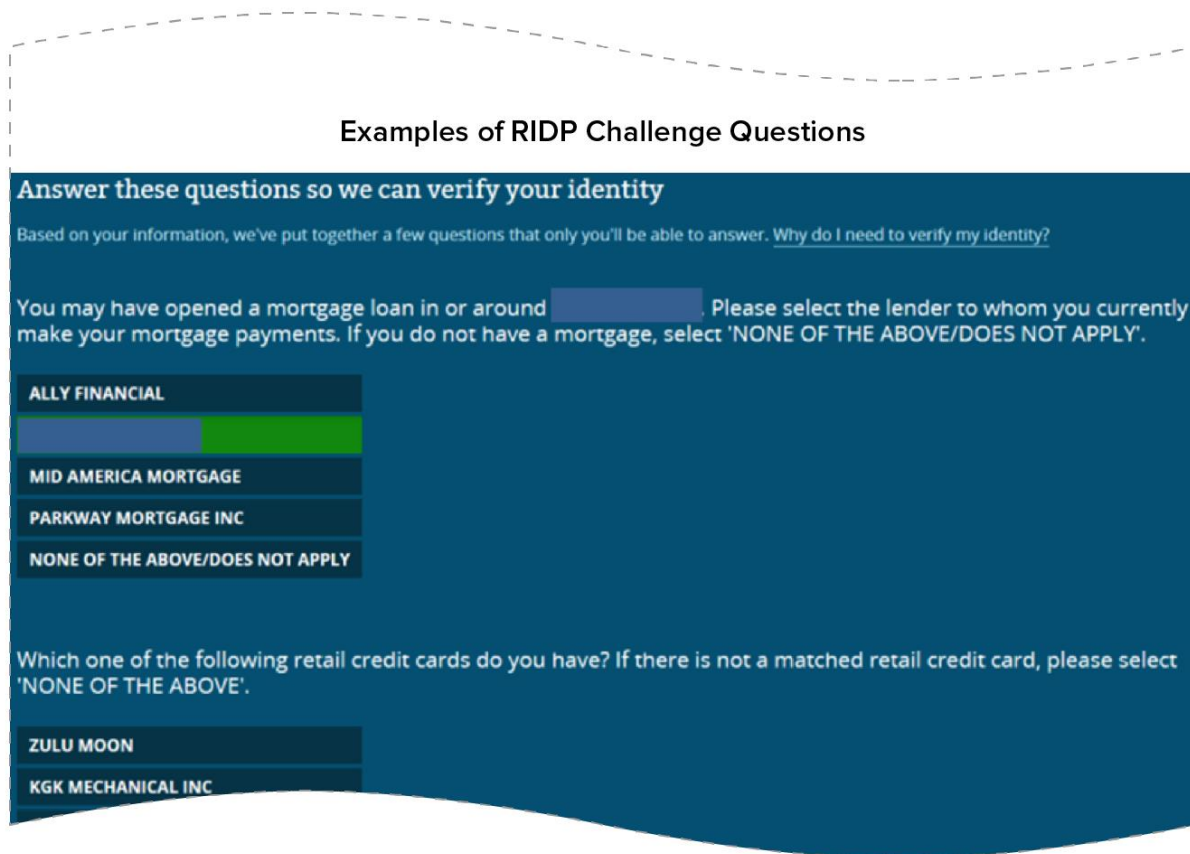 Examples of RIDP Challenge Questions
Answer these questions so we can verify your identity
Based on your information, we've put together a few questions that only you'll be able to answer. Why do I need to verify my identity?
You may have opened a mortgage loan in or around . Please select the lender to whom you currently
make your mortgage payments. If you do not have a mortgage, select 'NONE OF THE ABOVE/DOES NOT APPLY'.
ALLY FINANCIAL
MID AMERICA MORTGAGE
PARKWAY MORTGAGE INC
NONE OF THE ABOVE/DOES NOT APPLY
Which one of the following retail credit cards do you have? If there is not a matched retail credit card, please select
'NONE OF THE ABOVE'.
ZULU MOON
KGK MECHANICAL INC